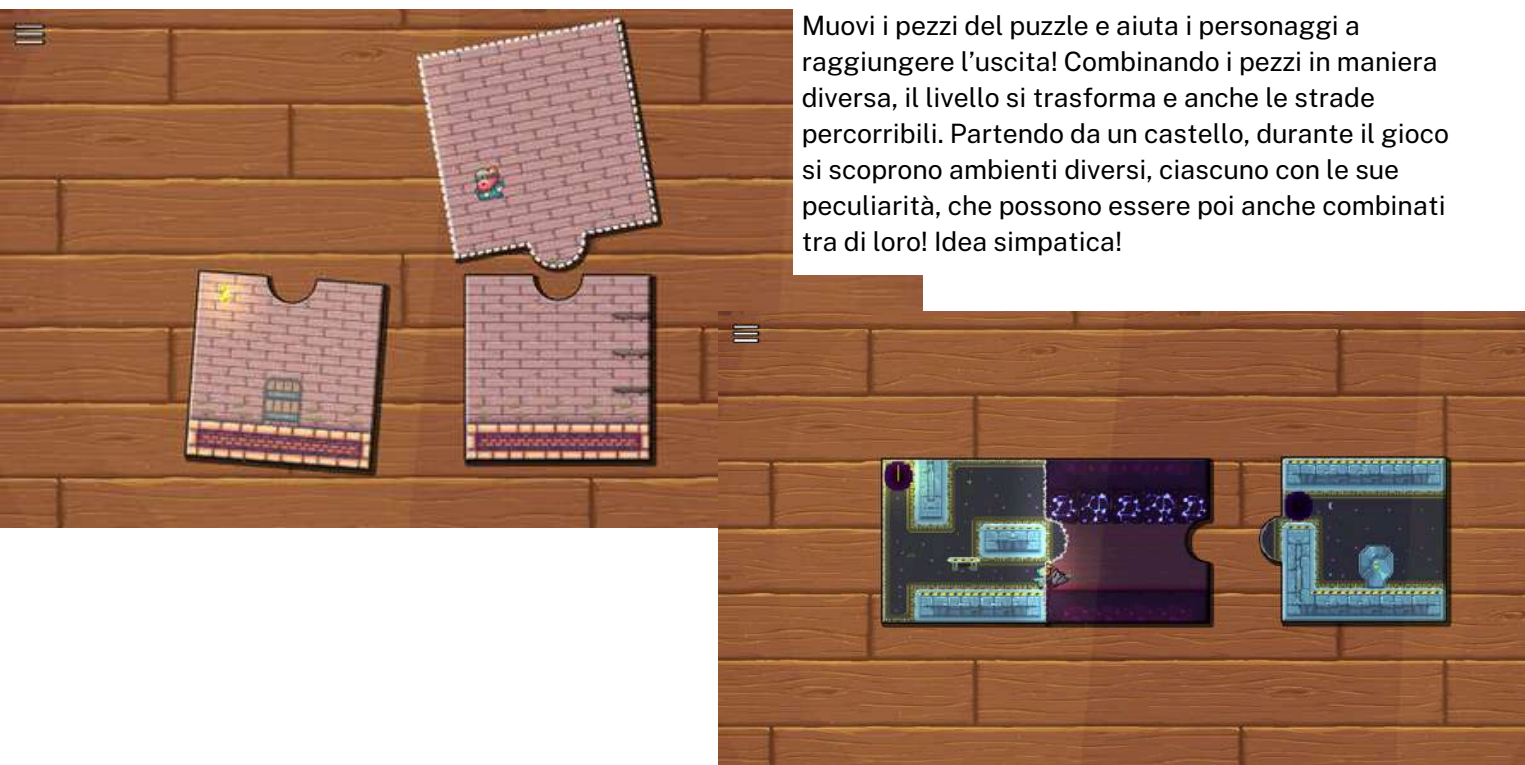 Muovi i pezzi del puzzle e aiuta i personaggi a
raggiungere l’uscita! Combinando i pezzi in maniera
diversa, il livello si trasforma e anche le strade
percorribili. Partendo da un castello, durante il gioco
si scoprono ambienti diversi, ciascuno con le sue
peculiarità, che possono essere poi anche combinati
tra di loro! Idea simpatica!